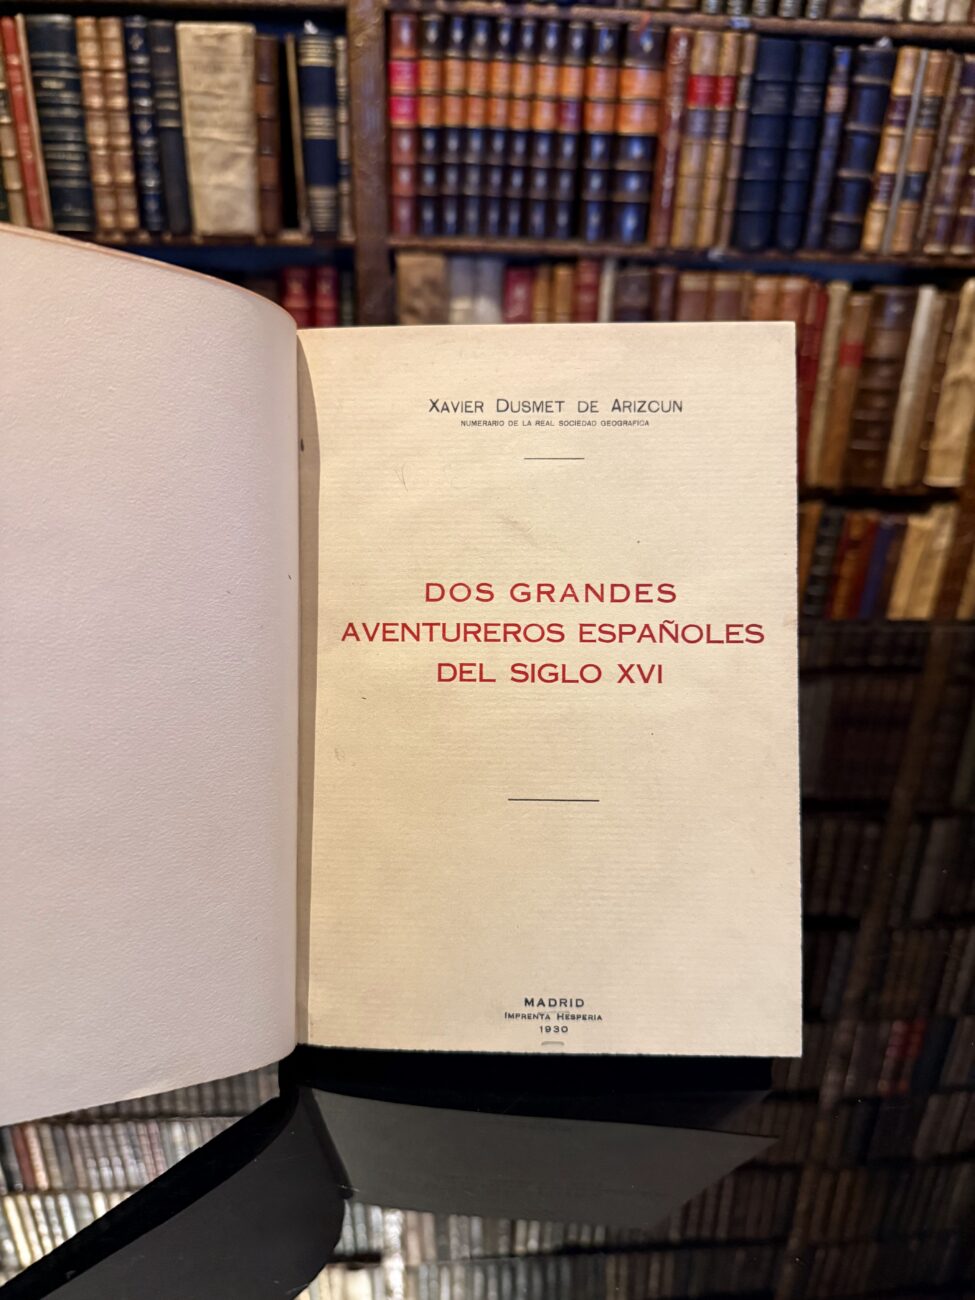 XAVIER DUSMET DE ARIZCUN
NUMERARIO DE LA REAL SOCIEDAD GEOGRAFICA
DOS GRANDES
AVENTUREROS ESPAÑOLES
DEL SIGLO XVI
MADRID
IMPRENTA HESPERIA
1930